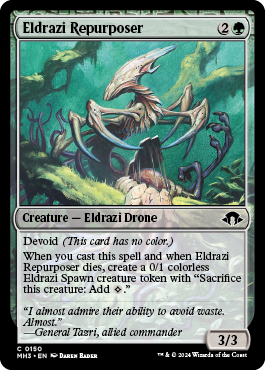 Eldrazi Repurposer 2
Creature — Eldrazi Drone
Devoid (This card has no color.)
When you cast this spell and when Eldrazi
Repurposer dies, create a 0/1 colorless
Eldrazi Spawn creature token with “Sacrifice
this creature: Add .”
“I almost admire their ability to avoid waste.
Almost.”
—General Tazri, allied commander
3/3
C 0150
MH3 • EN Daren Bader
™ & © 2024 Wizards of the Coast